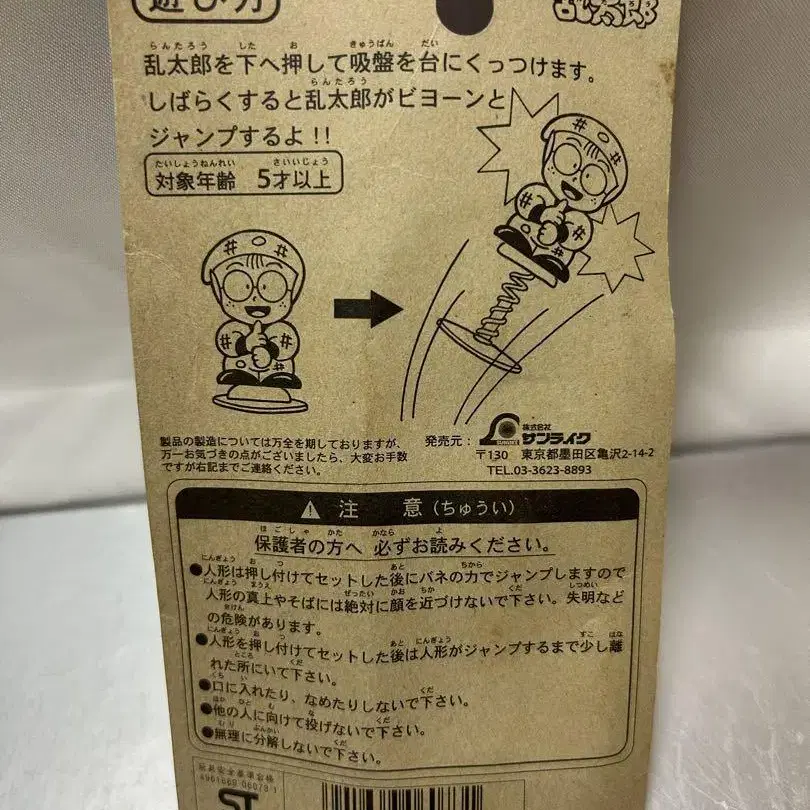 遊び方
乱太郎
乱太郎を下へ押して吸盤を台にくっつけます。
しばらくすると乱太郎がビヨーンと
ジャンプするよ!!
対象年齢 5才以上
製品の製造については万全を期しておりますが、
万一お気づきの点がございましたら、大変お手数
ですが右記までご連絡ください。
発売元:
株式会社
サンライク
〒130 東京都墨田区亀沢2-14-2
TEL.03-3623-8893
注 意(ちゅうい)
保護者の方へ 必ずお読みください。
●人形は押し付けてセットした後にバネの力でジャンプしますので
人形の真上やそばには絶対に顔を近づけないで下さい。失明など
の危険があります。
●人形を押し付けてセットした後は人形がジャンプするまで少し離
れた所にいて下さい。
●口に入れたり、なめたりしないで下さい。
●他の人に向けて投げないで下さい。
●無理に分解しないで下さい。
玩具安全基準合格
ST